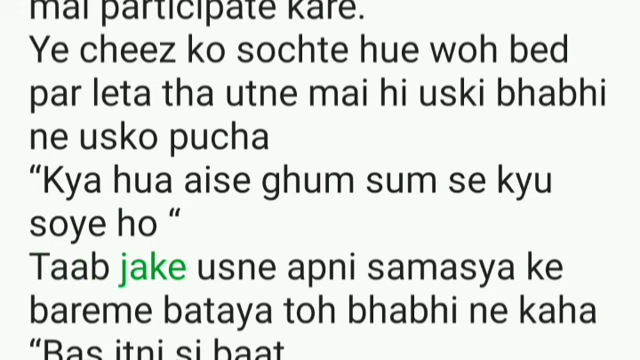 mai participate kare.
Ye cheez ko sochte hue woh bed
par leta tha utne mai hi uski bhabhi
ne usko pucha
“Kya hua aise ghum sum se kyu
soye ho “
Taab jake usne apni samasya ke
bareme bataya toh bhabhi ne kaha
“Bas itni si baat